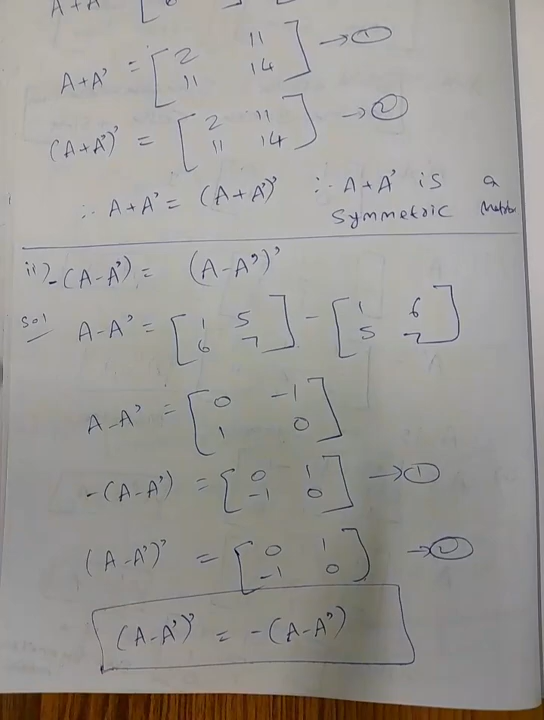 A+A' [
A+A' = [ 2 11
11 14 ] → ①
(A+A')' = [ 2 11
11 14 ] → ②
∴ A+A' = (A+A')' ∴ A+A' is a
Symmetric
ii) -(A-A') = (A-A')'
Sol A-A' = [ 1 5
6 7 ] - [ 1 6
5 7 ]
A-A' = [ 0 -1
1 0 ]
-(A-A') = [ 0 1
-1 0 ] → ①
(A-A')' = [ 0 1
-1 0 ] → ②
(A-A')' = -(A-A')